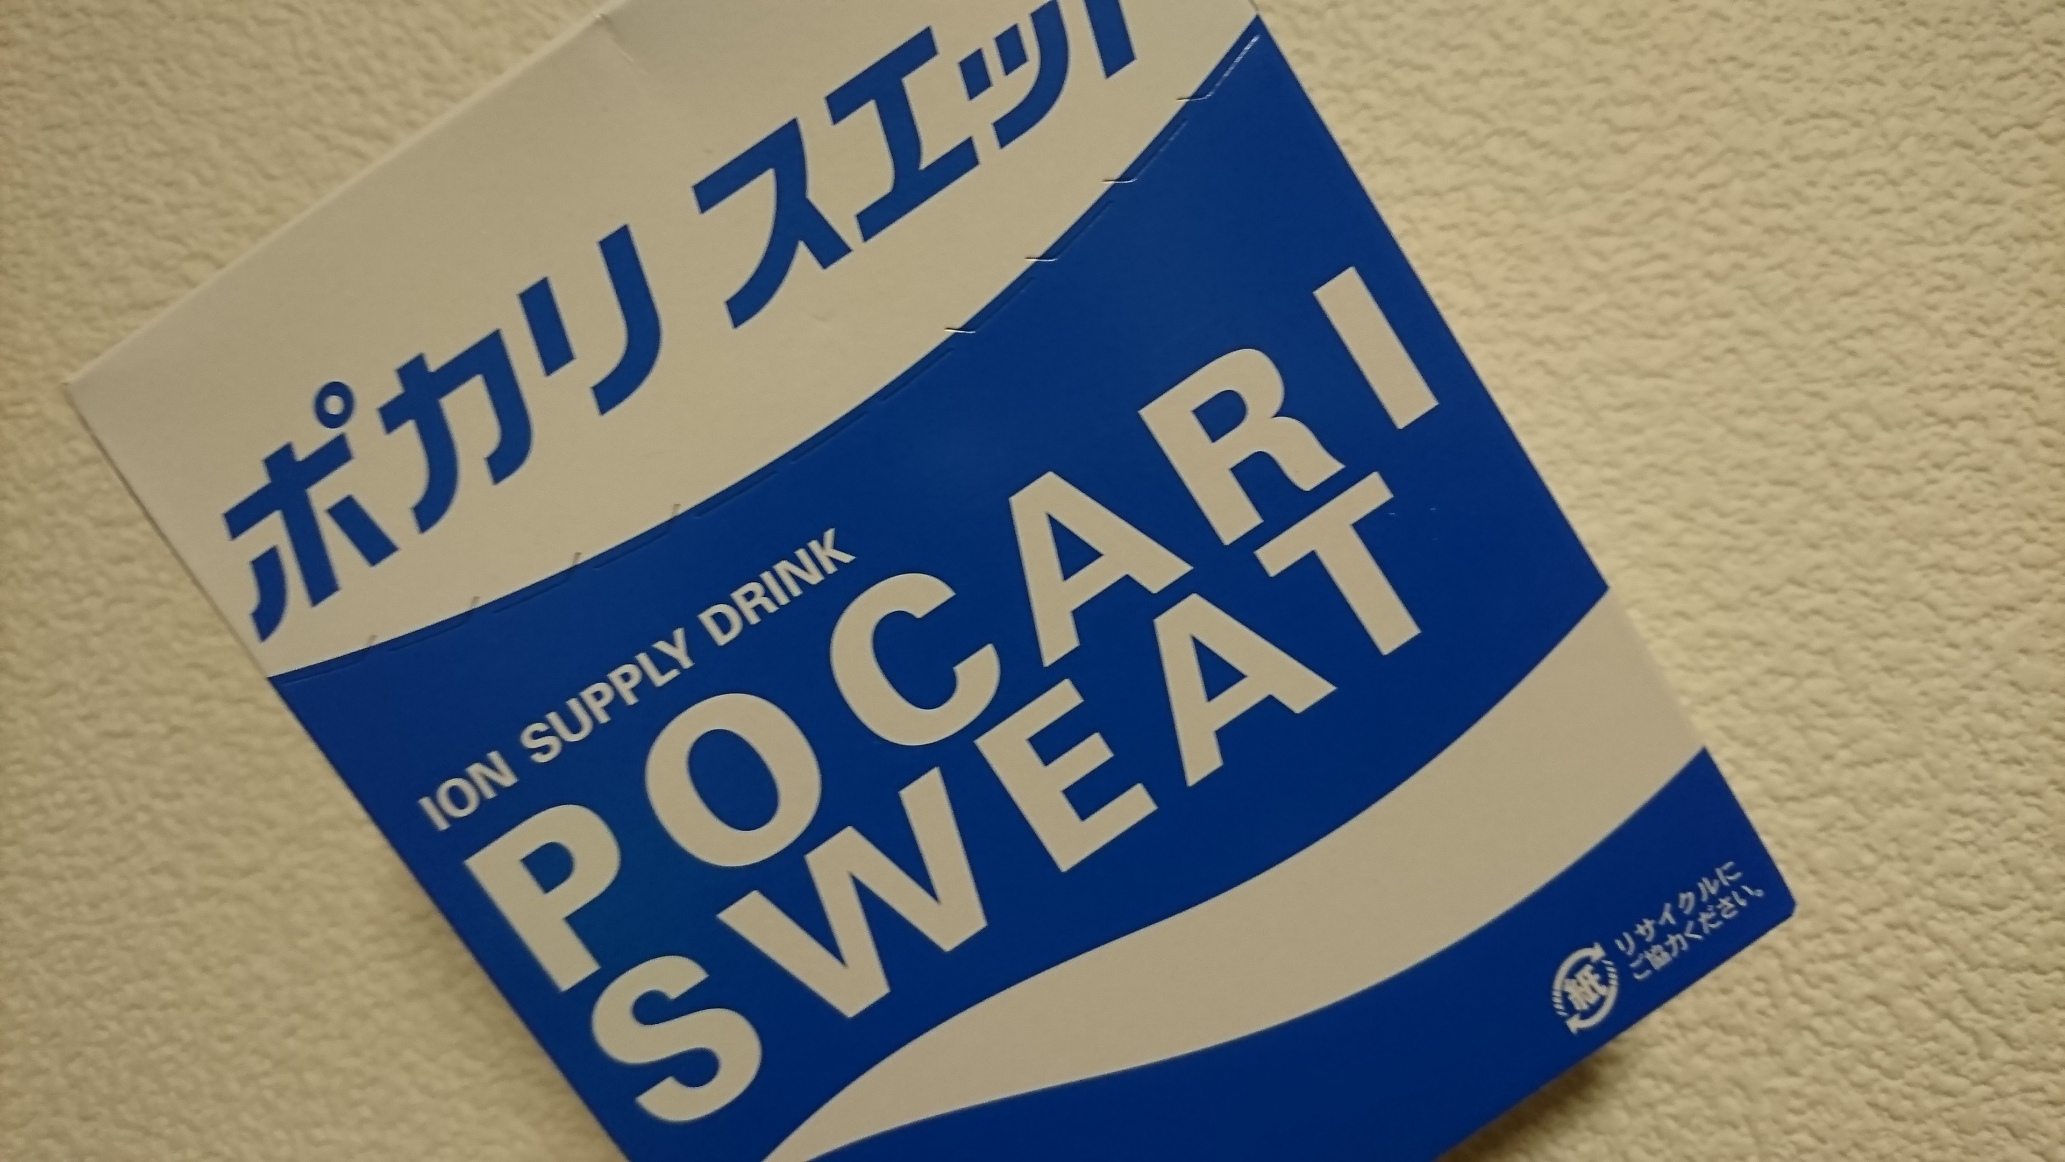 ポカリスエット
ION SUPPLY DRINK
POCARI
SWEAT
紙
リサイクルに
ご協力ください。